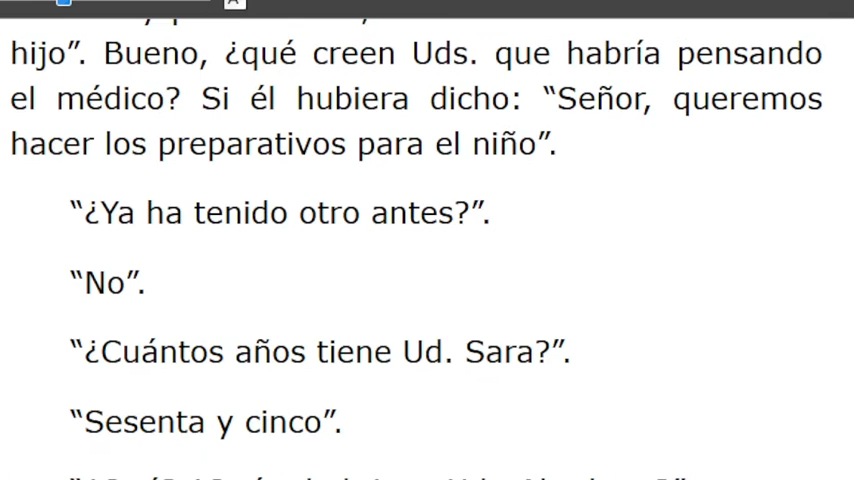 hijo”. Bueno, ¿qué creen Uds. que habría pensando
el médico? Si él hubiera dicho: “Señor, queremos
hacer los preparativos para el niño”.
“¿Ya ha tenido otro antes?”.
“No”.
“¿Cuántos años tiene Ud. Sara?”.
“Sesenta y cinco”.